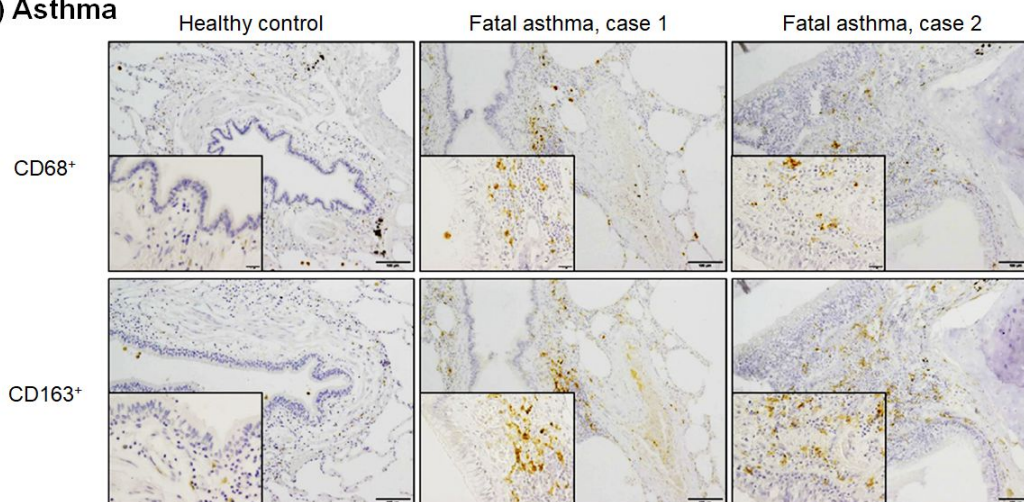 ) Asthma
Healthy control
Fatal asthma, case 1
Fatal asthma, case 2
CD68+
CD163+